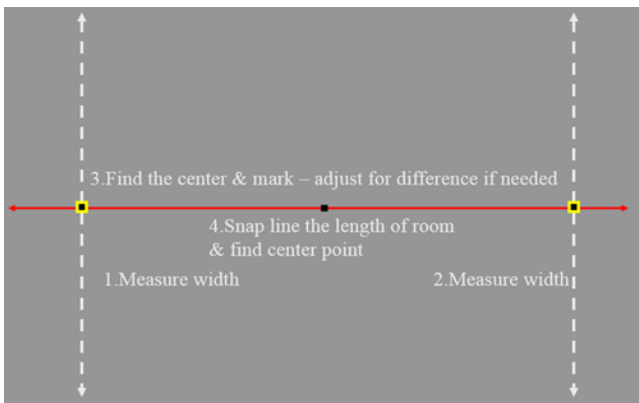 3.Find the center & mark – adjust for difference if needed
4.Snap line the length of room
& find center point
1.Measure width
2.Measure width